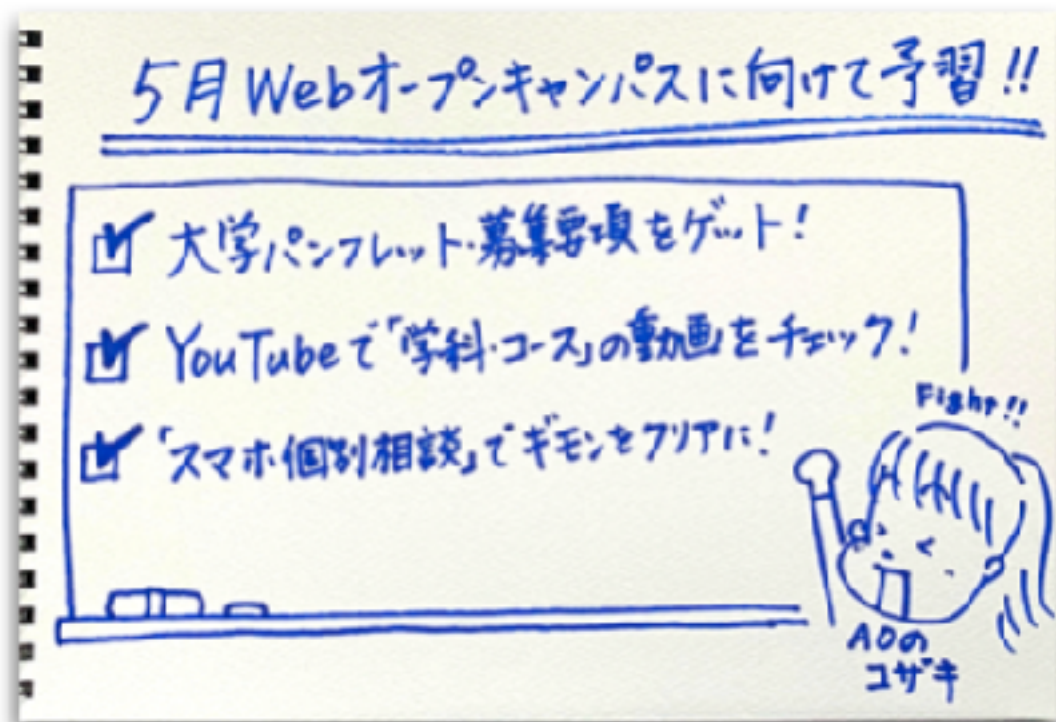 5月Webオープンキャンパスに向けて予習!!
大学パンフレット・募集要項をゲット!
YouTubeで「学科・コース」の動画をチェック!
「スマホ個別相談」でギモンをクリアに!
Fight!!
AOの
コザキ